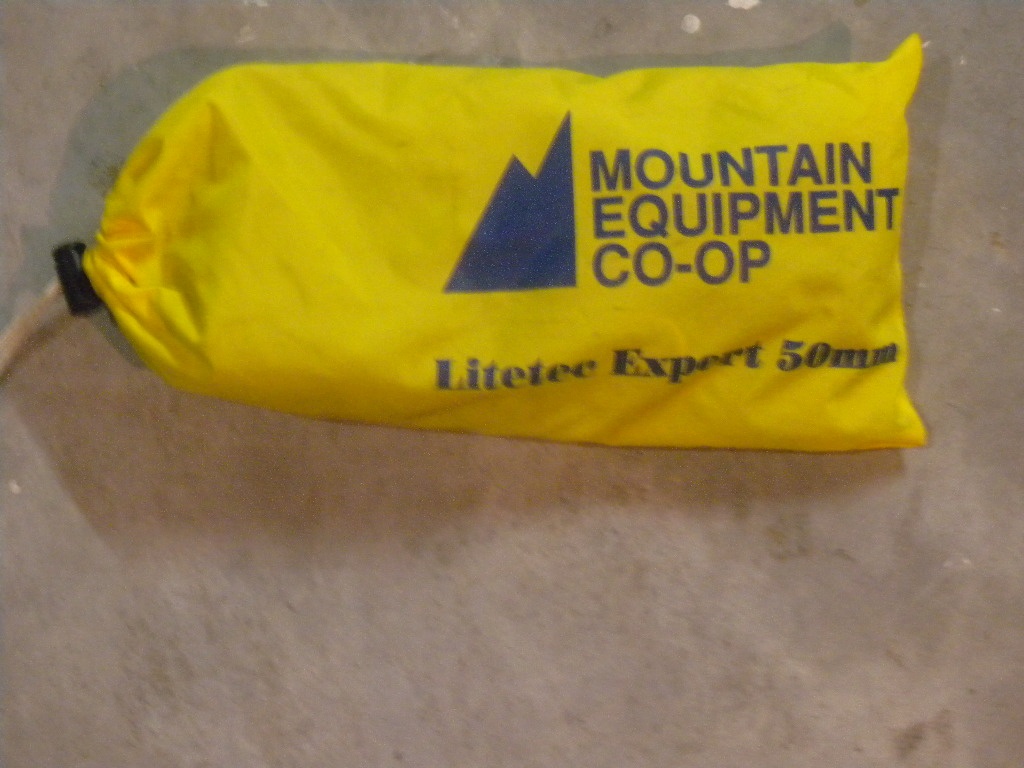 MOUNTAIN
EQUIPMENT
CO-OP
Litetec Expert 50mm